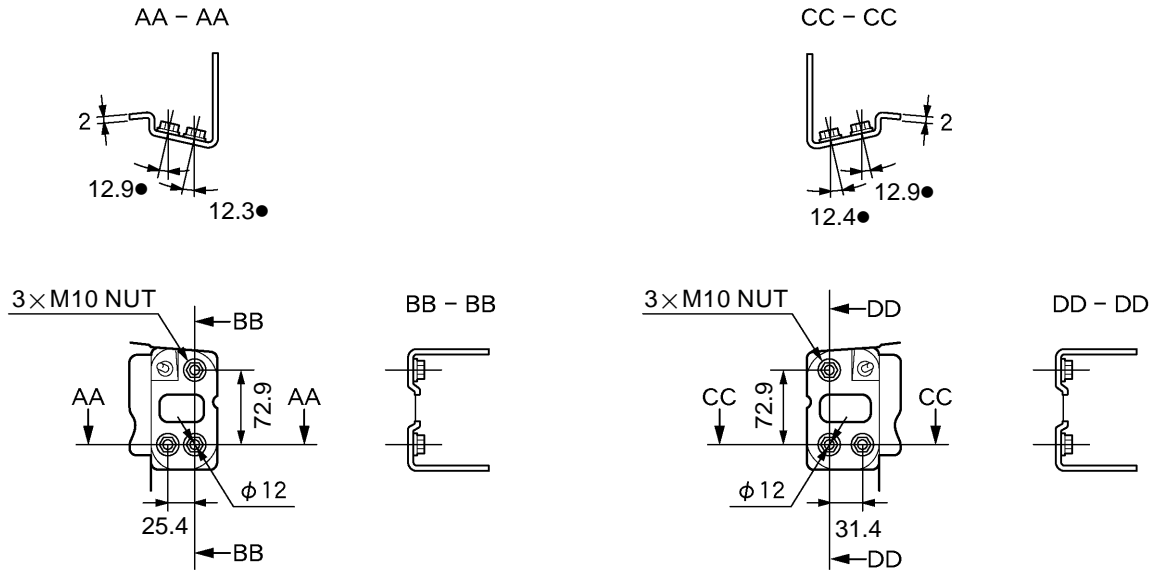 AA – AA
CC – CC
2
2
12.9●
12.3●
12.9●
12.4●
3×M10 NUT
BB
BB – BB
3×M10 NUT
DD
DD – DD
AA
72.9
AA
CC
72.9
CC
φ12
φ12
25.4
31.4
BB
DD